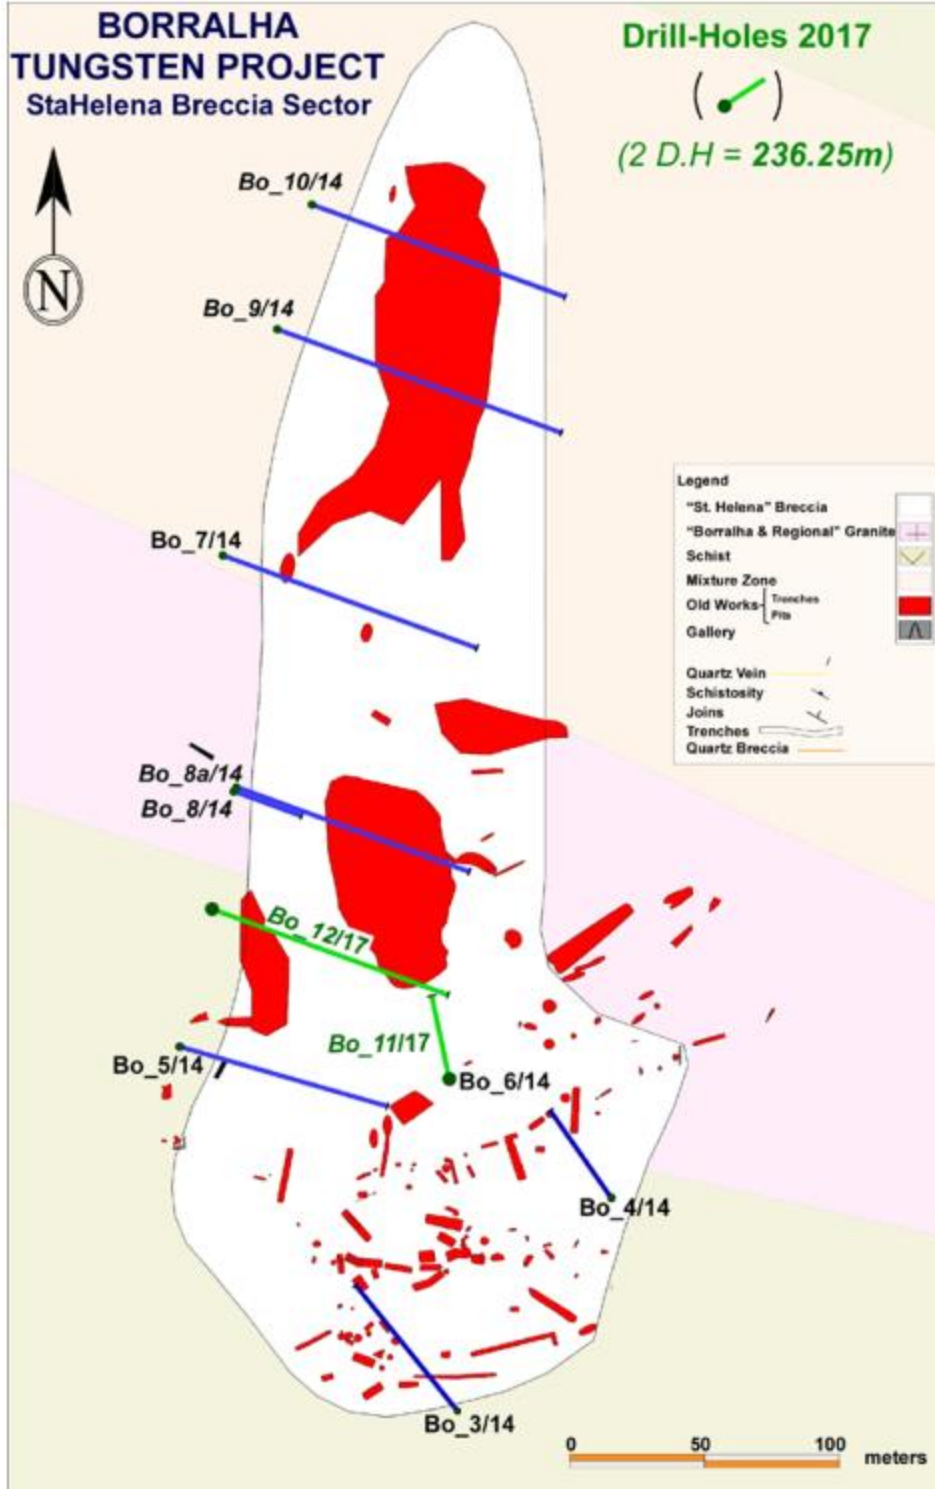 BORRALHA
TUNGSTEN PROJECT
StaHelena Breccia Sector
Drill-Holes 2017
( )
(2 D.H = 236.25m)
N
Bo_10/14
Bo_9/14
Bo_7/14
Legend
"St. Helena" Breccia
"Borralha & Regional" Granite
Schist
Mixture Zone
Old Works
Trenches
Pits
Gallery
Quartz Vein
Schistosity
Joins
Trenches
Quartz Breccia
Bo_8a/14
Bo_8/14
Bo_12/17
Bo_11/17
Bo_5/14
Bo_6/14
Bo_4/14
Bo_3/14
0 50 100
meters